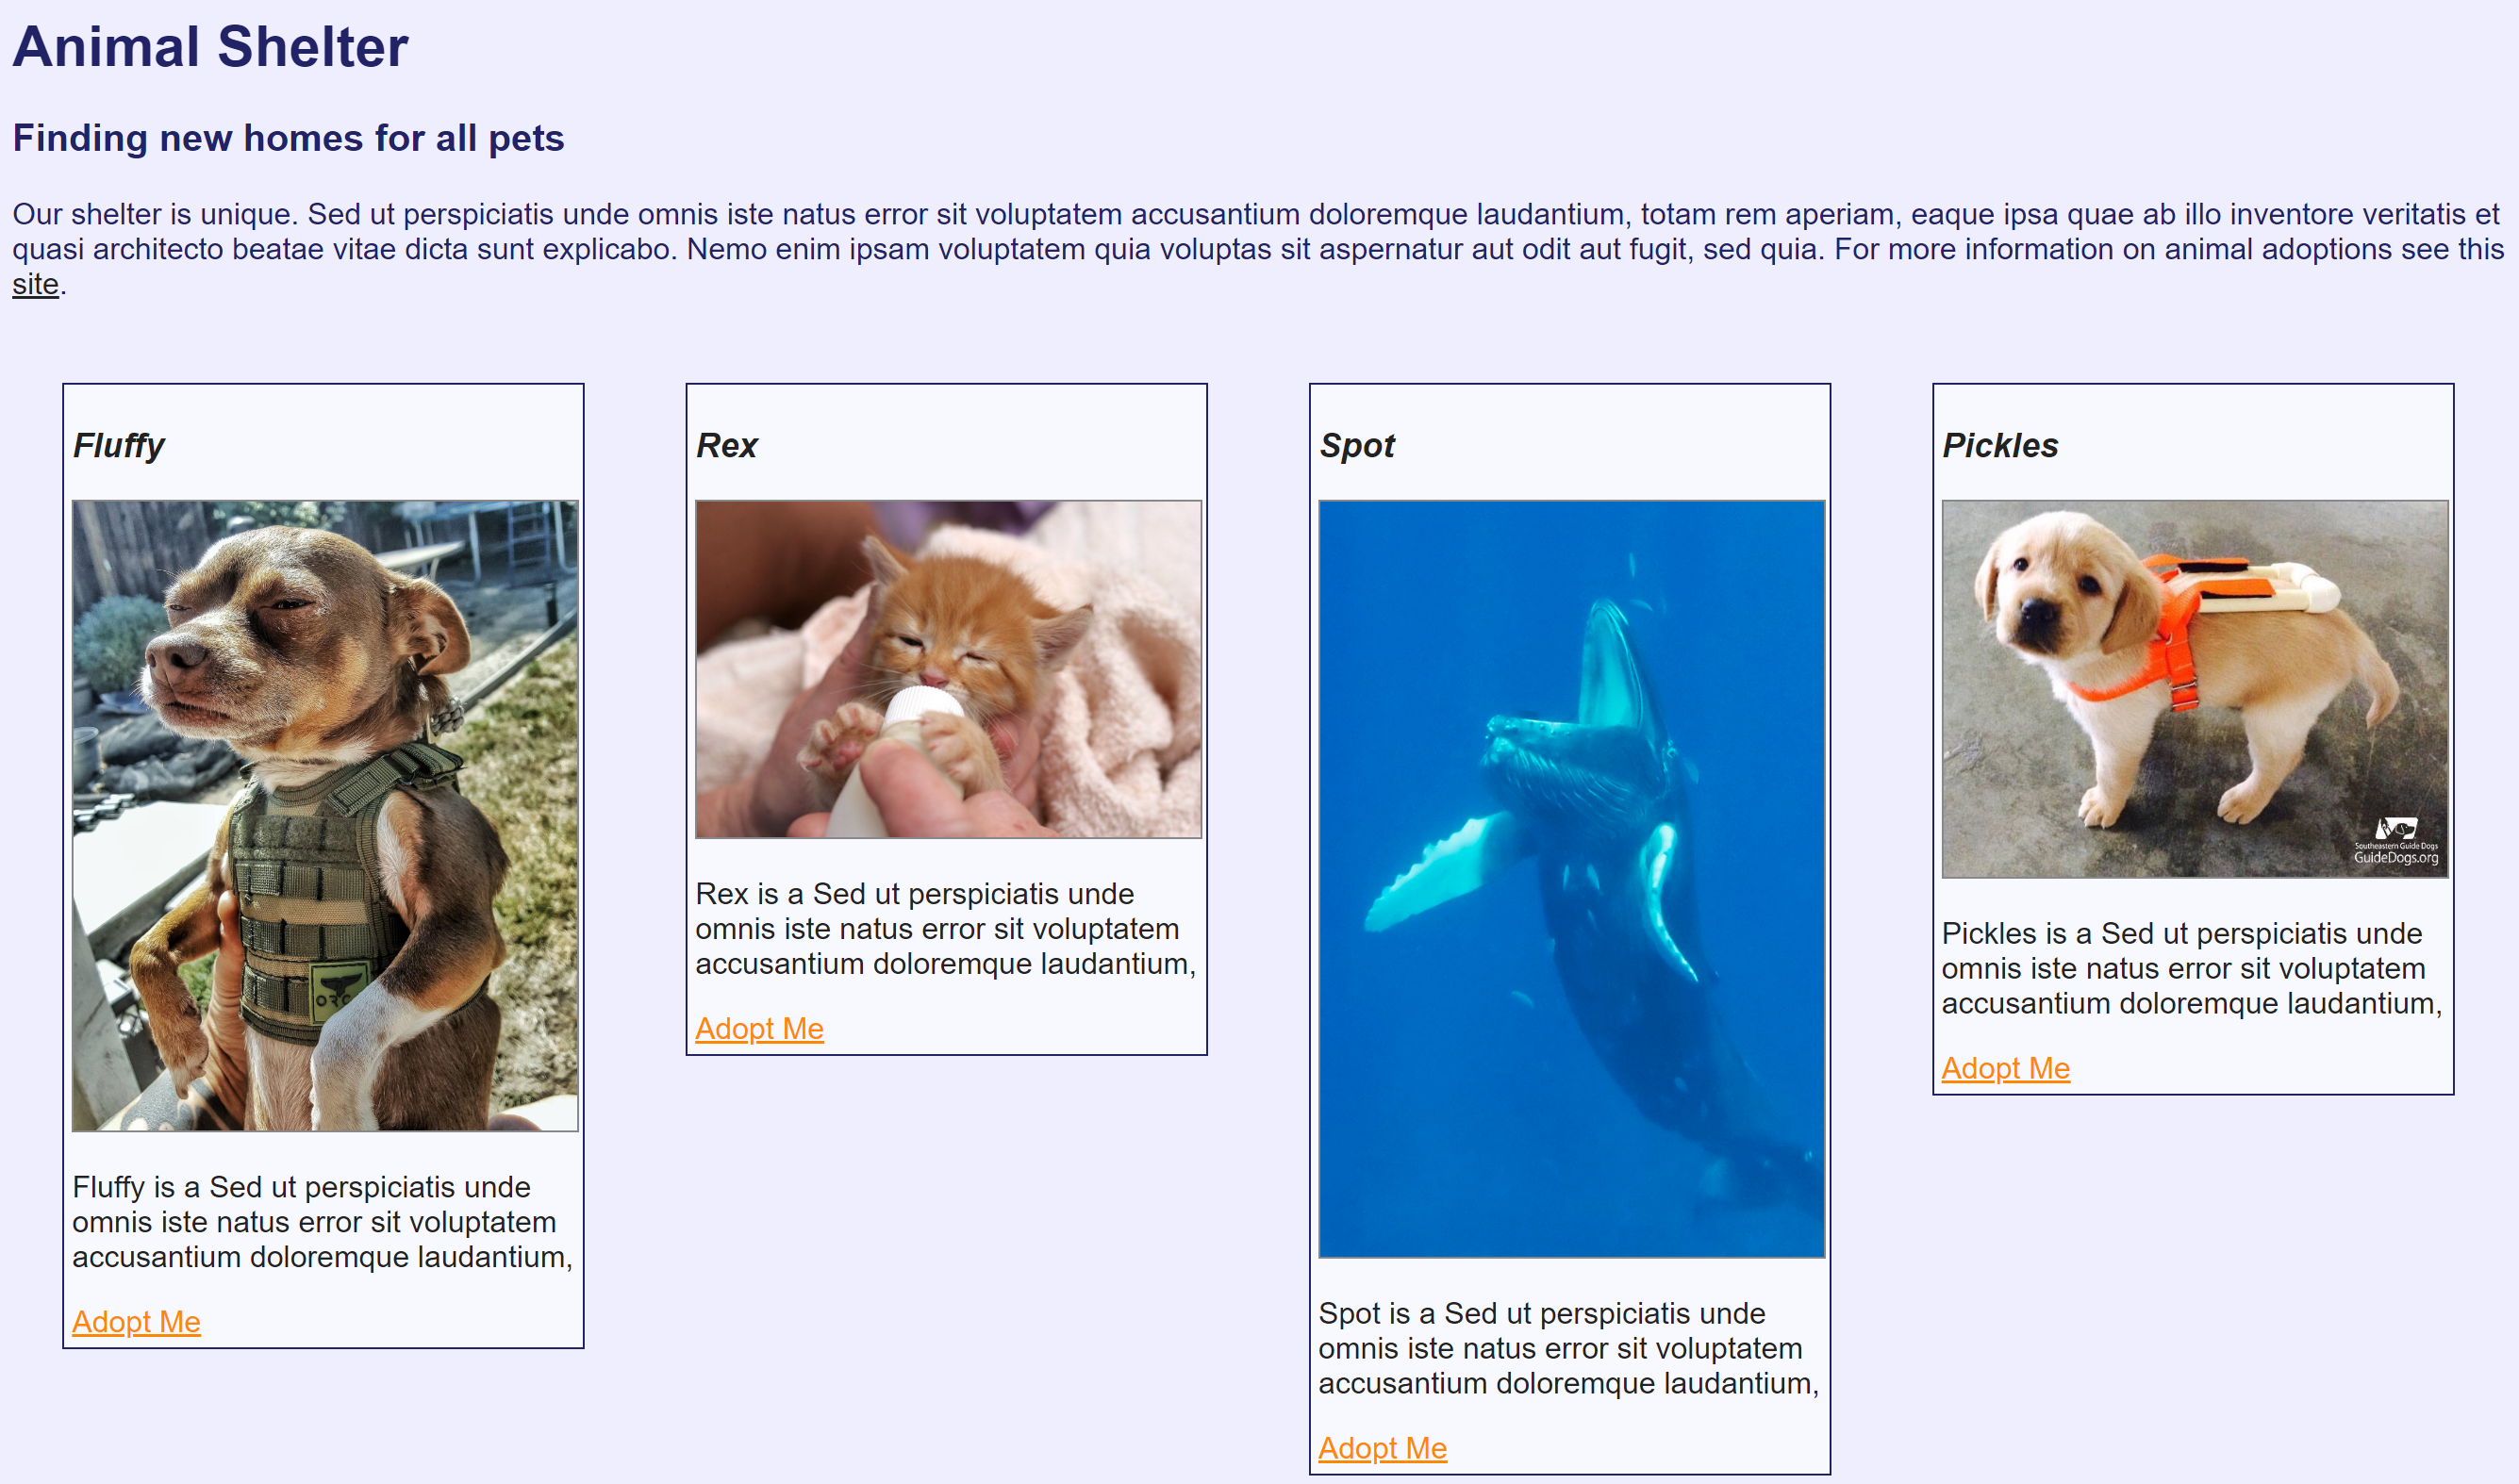 Animal Shelter
Finding new homes for all pets
Our shelter is unique. Sed ut perspiciatis unde omnis iste natus error sit voluptatem accusantium doloremque laudantium, totam rem aperiam, eaque ipsa quae ab illo inventore veritatis et
quasi architecto beatae vitae dicta sunt explicabo. Nemo enim ipsam voluptatem quia voluptas sit aspernatur aut odit aut fugit, sed quia. For more information on animal adoptions see this
site.
Fluffy
ORC
Fluffy is a Sed ut perspiciatis unde
omnis iste natus error sit voluptatem
accusantium doloremque laudantium,
Adopt Me
Rex
Rex is a Sed ut perspiciatis unde
omnis iste natus error sit voluptatem
accusantium doloremque laudantium,
Adopt Me
Spot
Spot is a Sed ut perspiciatis unde
omnis iste natus error sit voluptatem
accusantium doloremque laudantium,
Adopt Me
Pickles
Southeastern Guide Dogs
GuideDogs.org
Pickles is a Sed ut perspiciatis unde
omnis iste natus error sit voluptatem
accusantium doloremque laudantium,
Adopt Me